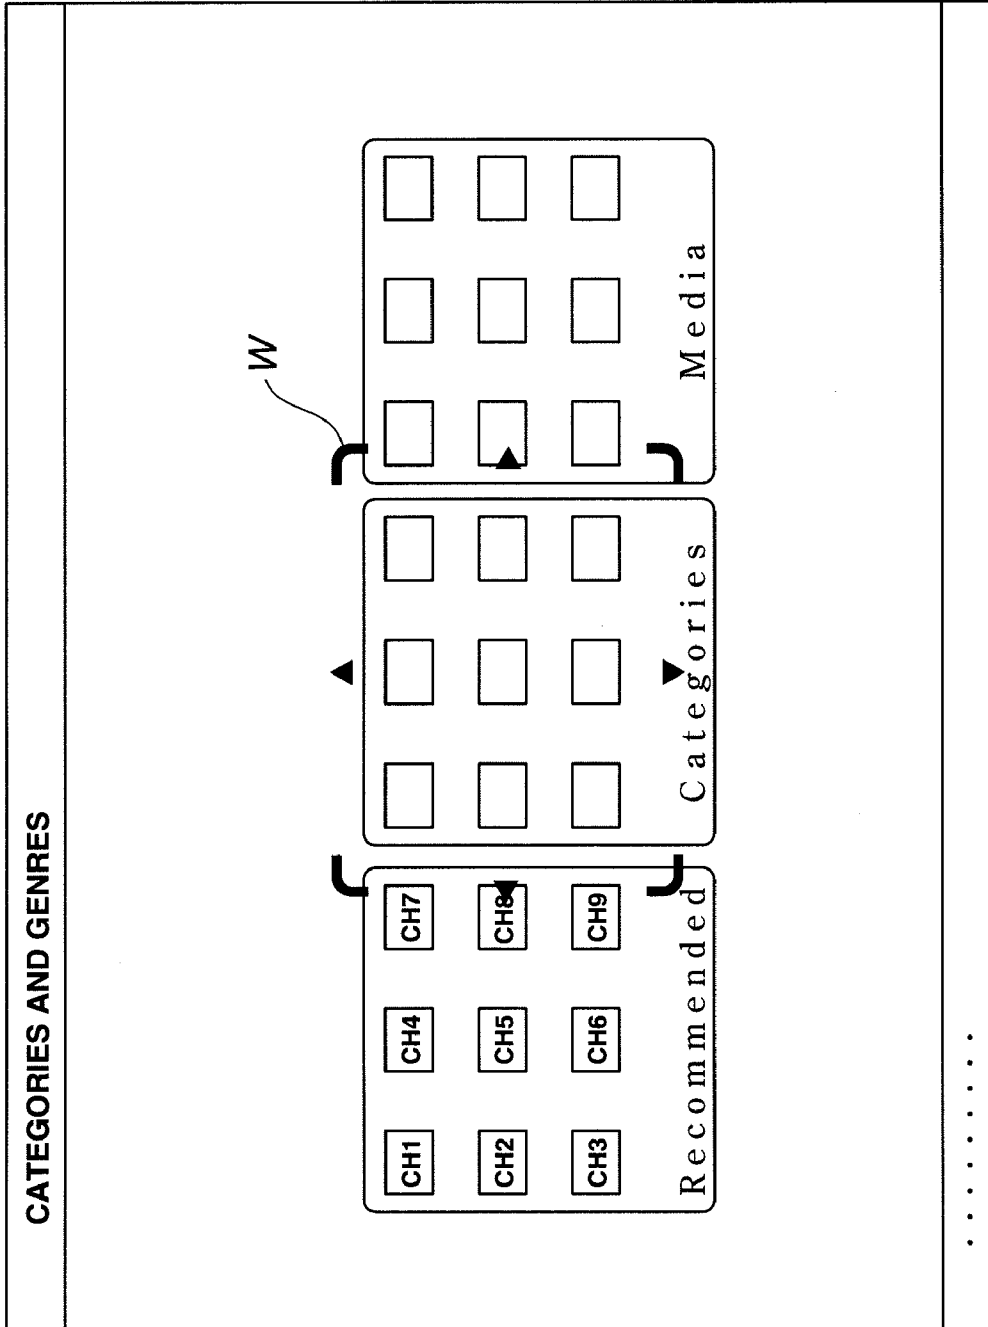 CATEGORIES AND GENRES
W
CH1 CH4 CH7
CH2 CH5 CH8
CH3 CH6 CH9
Recommended
Categories
Media
. . . . . . . . .